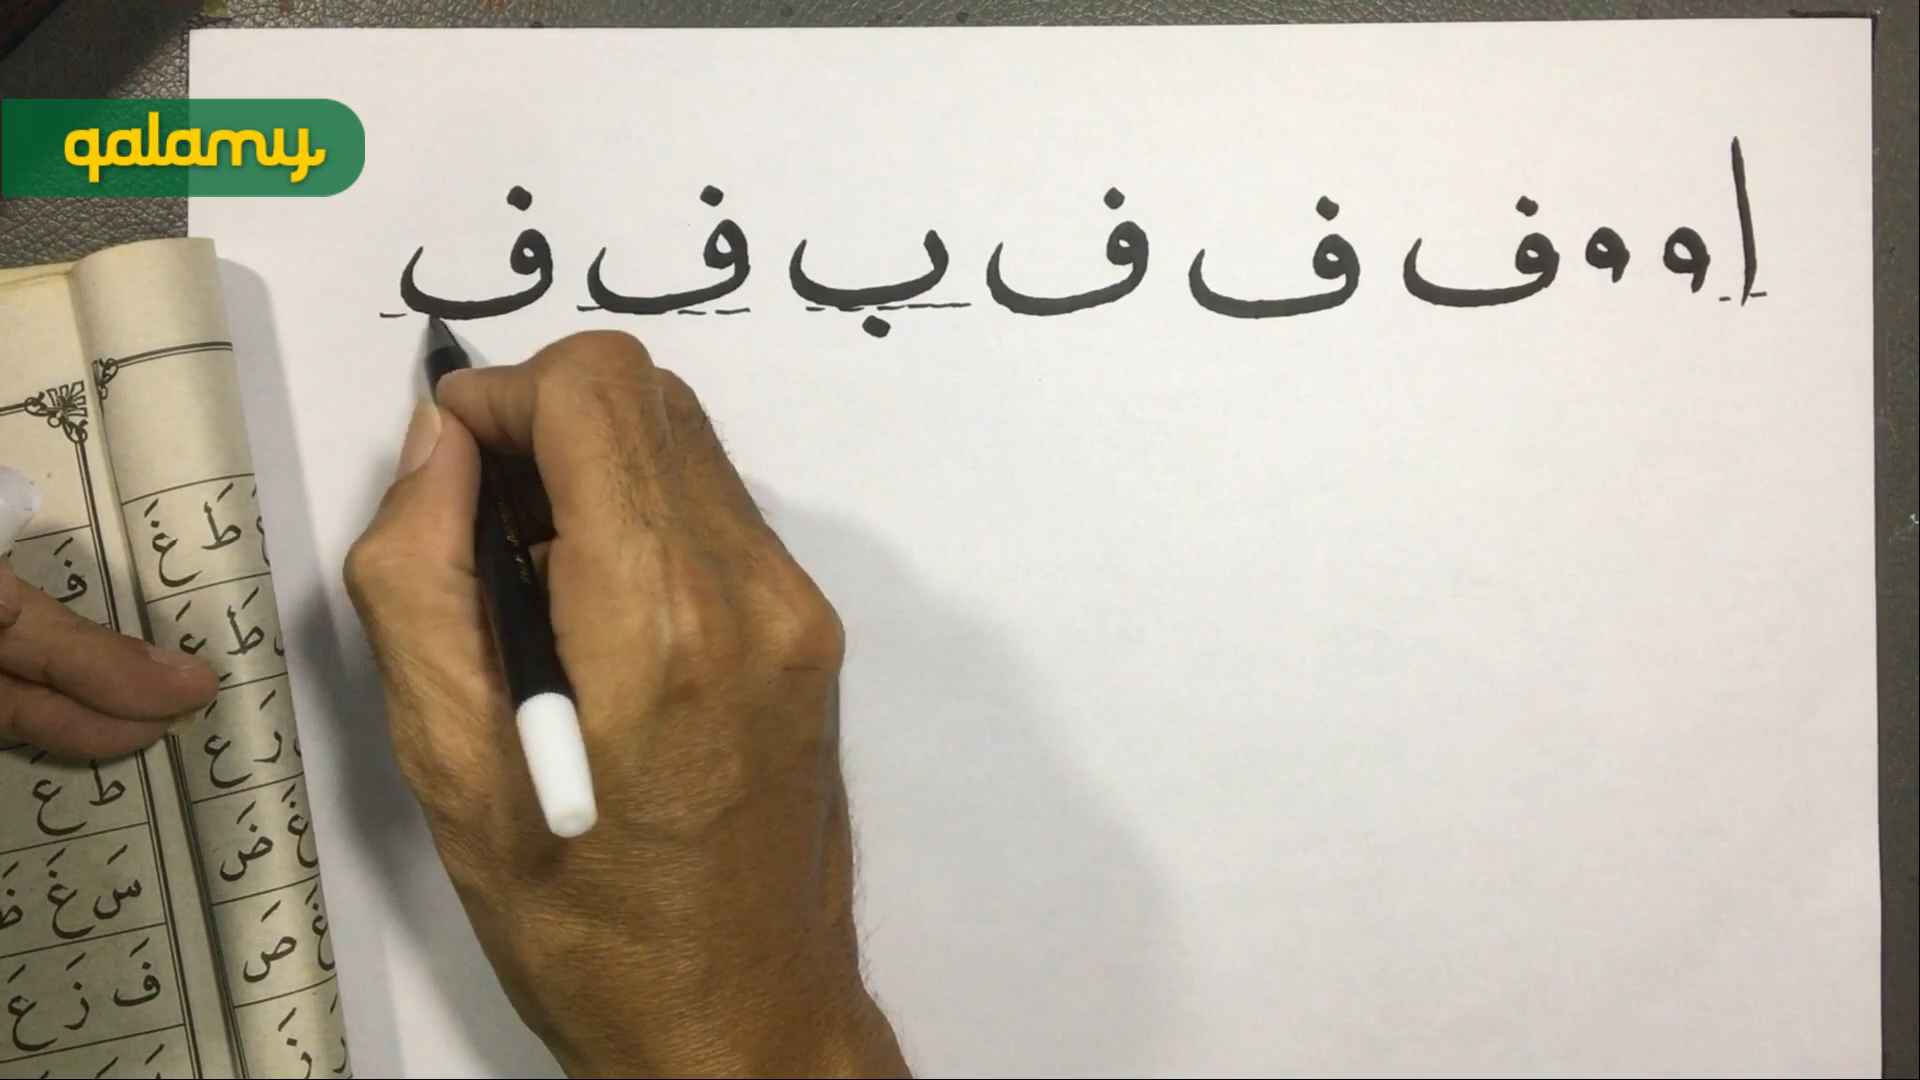 qalamy
ا و و ف ف ف ب ف ف
طَ غَ
طَ عَ
رَ عَ
غَ ضَ
غَ صَ
زَ
فَ
طَ عَ
سَ غَ ظَ
فَ زَ عَ